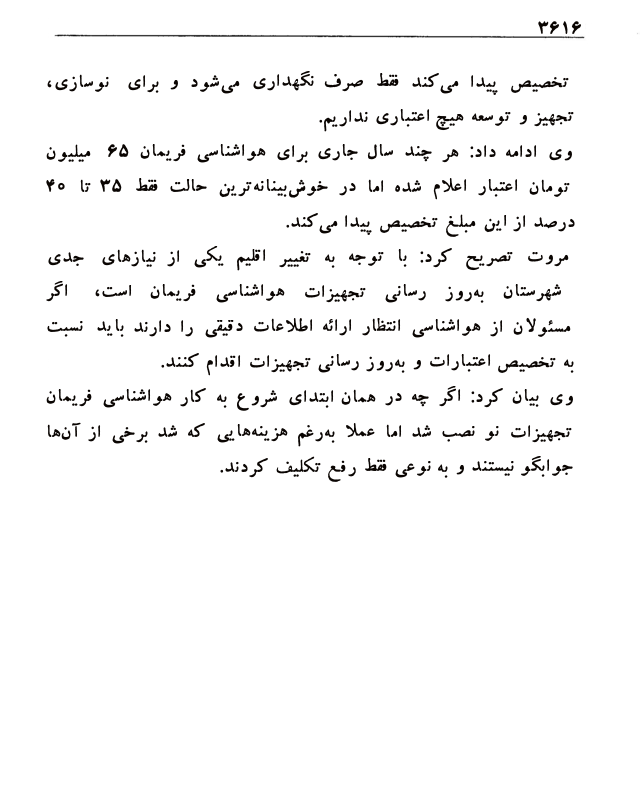 ۳۶۱۶
تخصیص پیدا می‌کند فقط صرف نگهداری می‌شود و برای نوسازی،
تجهیز و توسعه هیچ اعتباری نداریم.
وی ادامه داد: هر چند سال جاری برای هواشناسی فریمان ۶۵ میلیون
تومان اعتبار اعلام شده اما در خوش‌بینانه‌ترین حالت فقط ۳۵ تا ۴۰
درصد از این مبلغ تخصیص پیدا می‌کند.
مروت تصریح کرد: با توجه به تغییر اقلیم یکی از نیازهای جدی
شهرستان به‌روز رسانی تجهیزات هواشناسی فریمان است، اگر
مسئولان از هواشناسی انتظار ارائه اطلاعات دقیقی را دارند باید نسبت
به تخصیص اعتبارات و به‌روز رسانی تجهیزات اقدام کنند.
وی بیان کرد: اگر چه در همان ابتدای شروع به کار هواشناسی فریمان
تجهیزات نو نصب شد اما عملا به‌رغم هزینه‌هایی که شد برخی از آن‌ها
جوابگو نیستند و به نوعی فقط رفع تکلیف کردند.